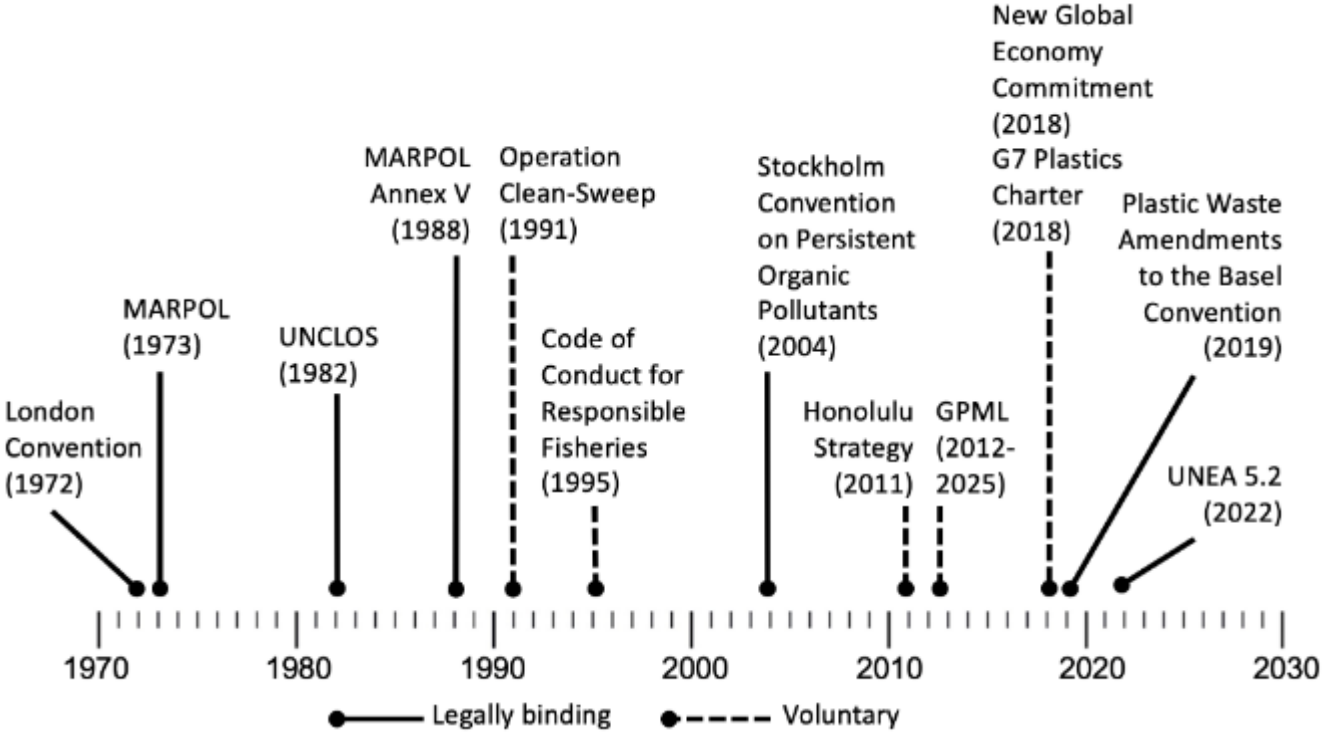 London
Convention
(1972)
MARPOL
(1973)
UNCLOS
(1982)
MARPOL
Annex V
(1988)
Operation
Clean-Sweep
(1991)
Code of
Conduct for
Responsible
Fisheries
(1995)
Stockholm
Convention
on Persistent
Organic
Pollutants
(2004)
Honolulu
Strategy
(2011)
GPML
(2012-
2025)
New Global
Economy
Commitment
(2018)
G7 Plastics
Charter
(2018)
Plastic Waste
Amendments
to the Basel
Convention
(2019)
UNEA 5.2
(2022)
1970 1980 1990 2000 2010 2020 2030
Legally binding Voluntary